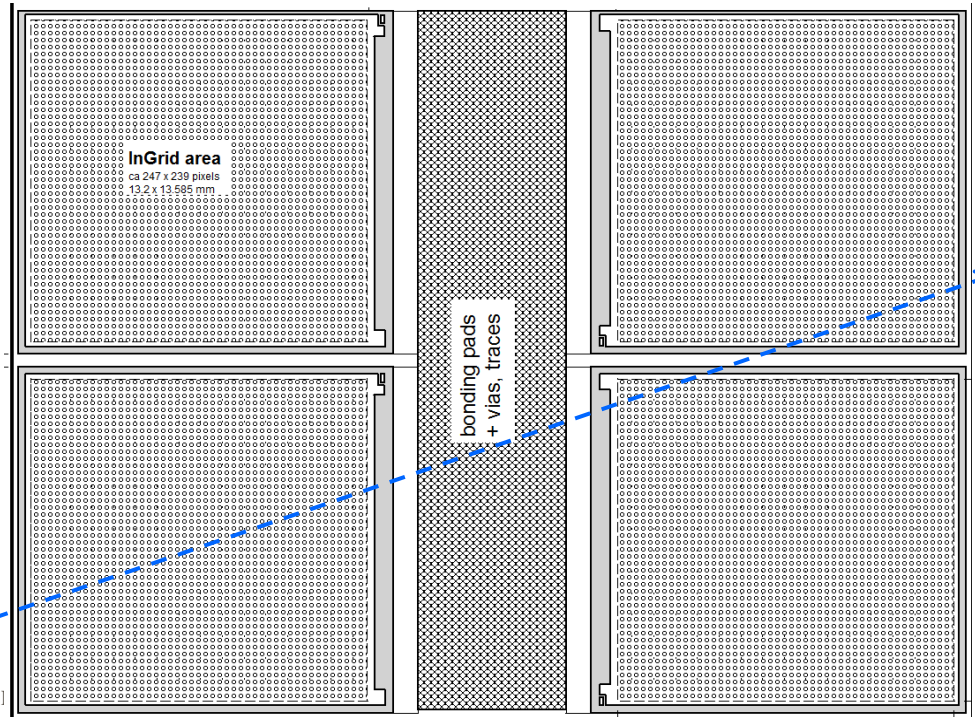 InGrid area
ca 247 x 239 pixels
13.2 x 13.585 mm
bonding pads
+ vias, traces
]